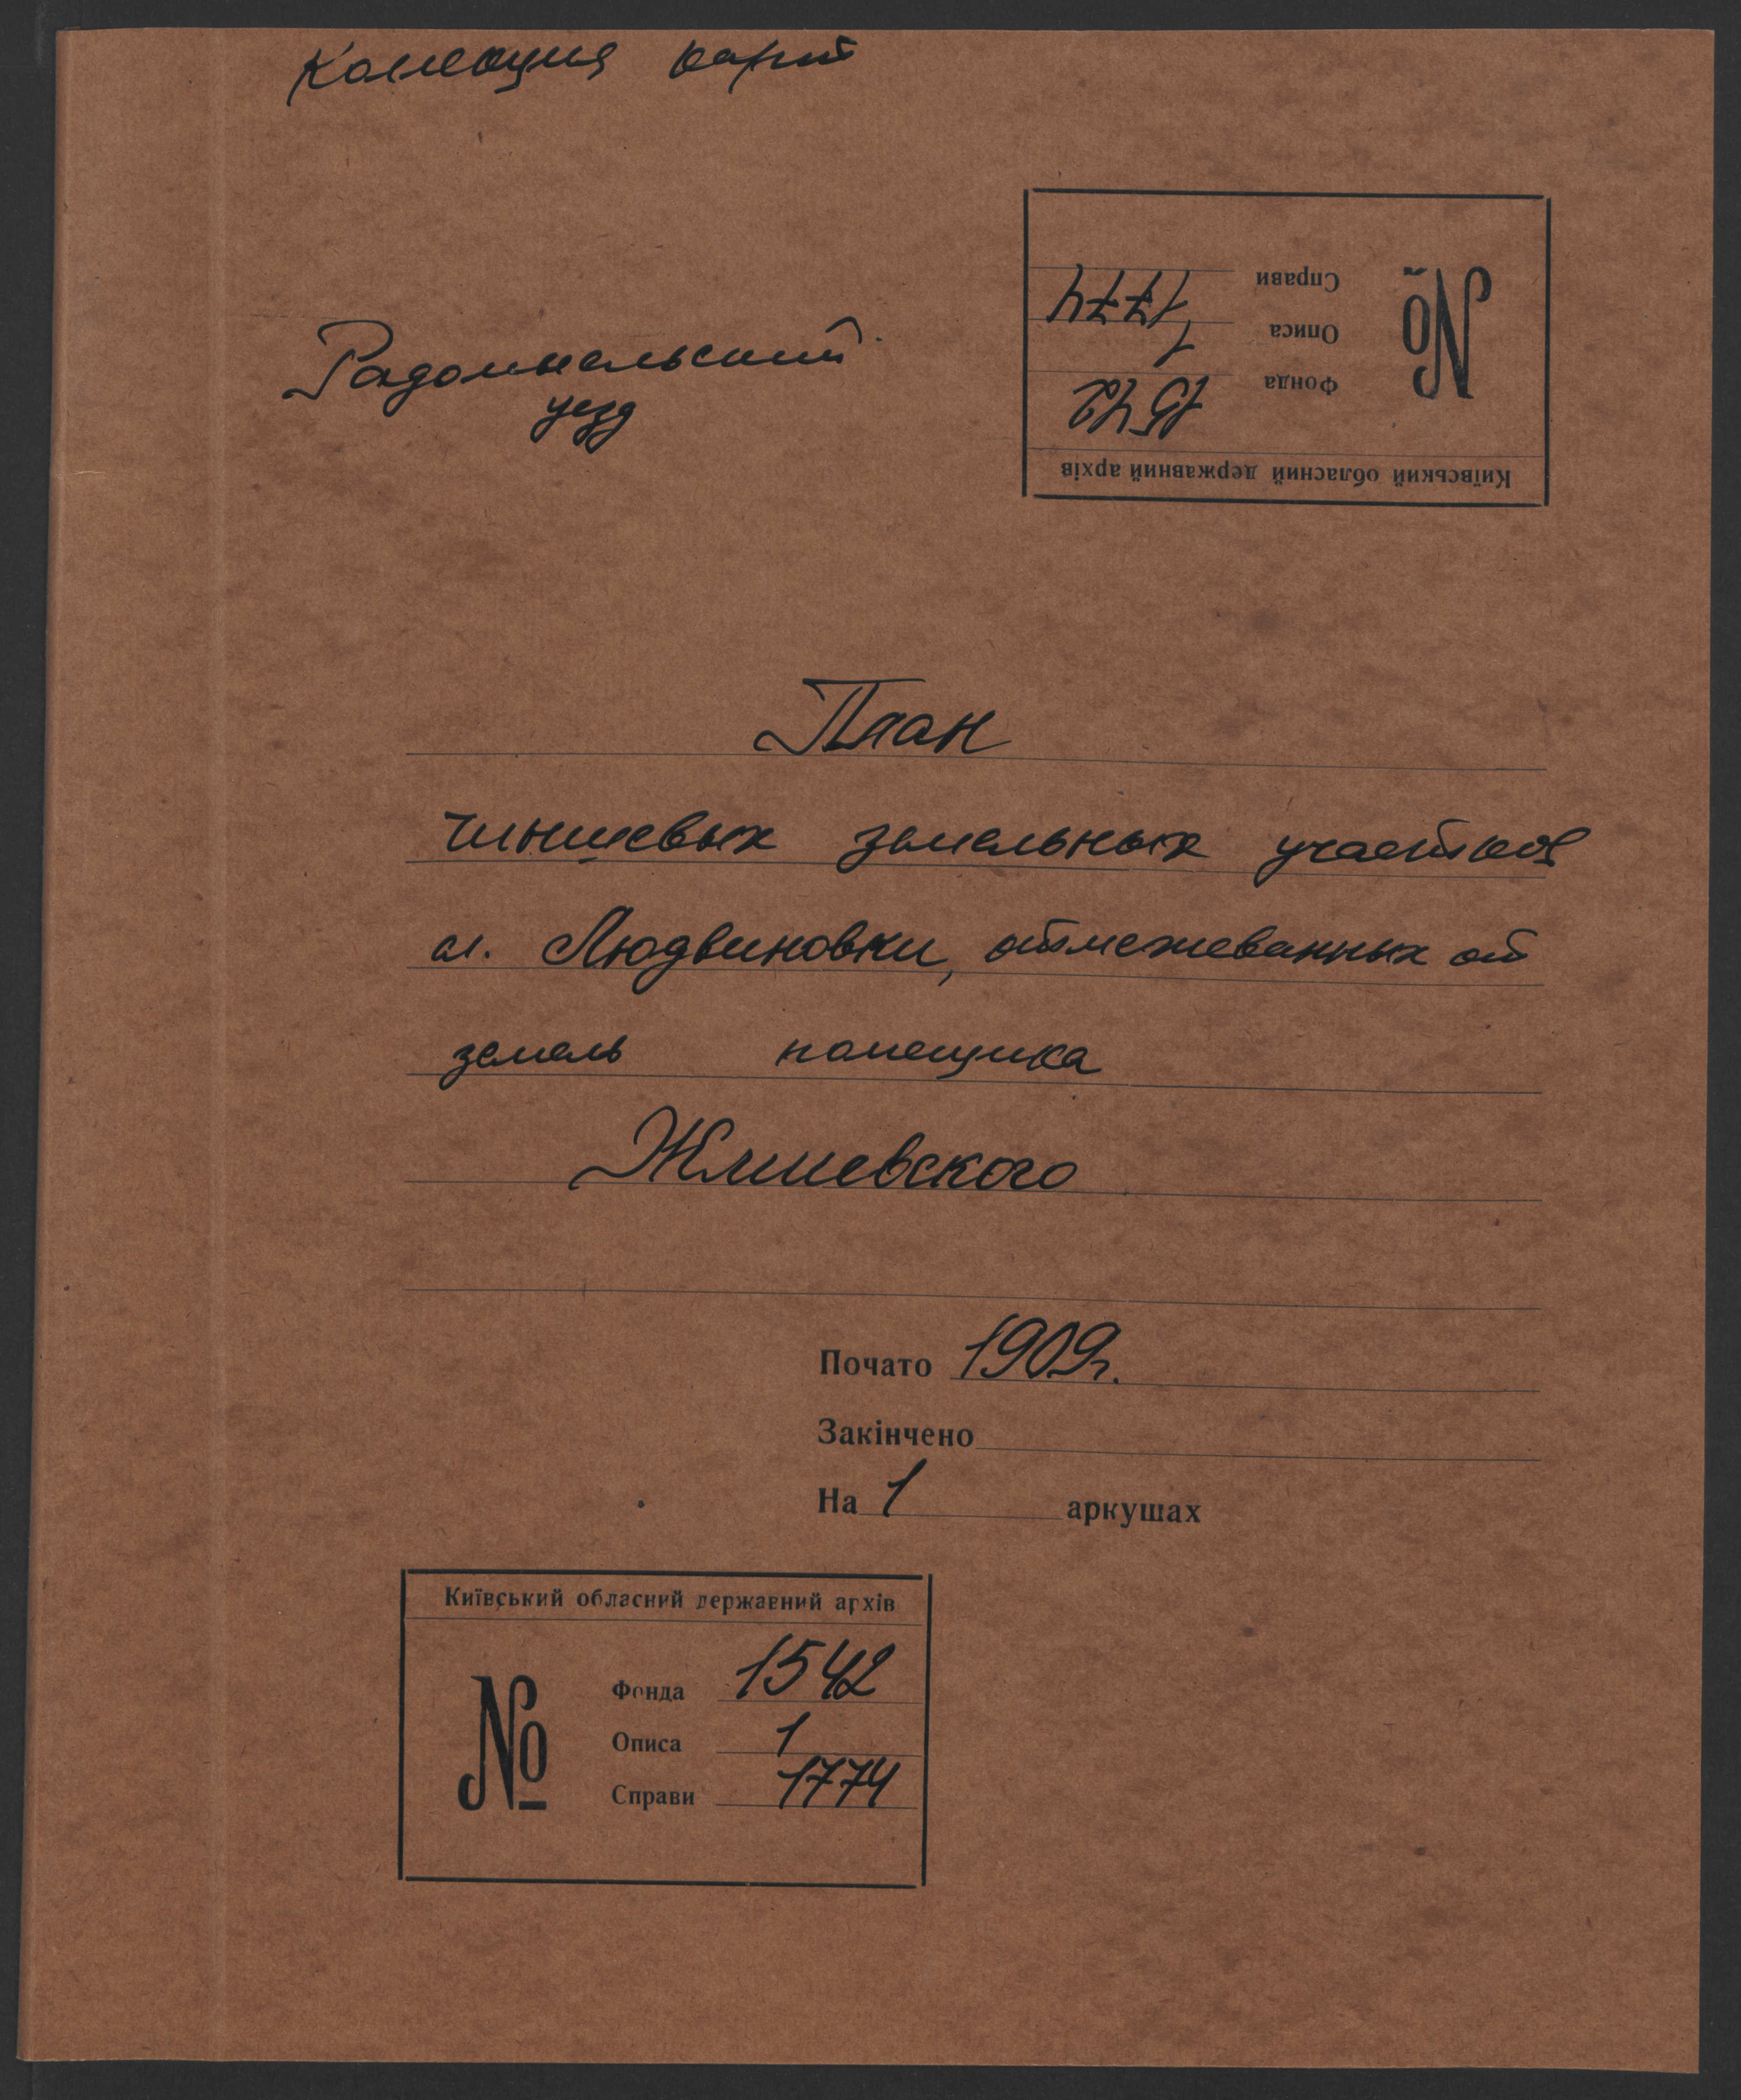 Коллекция карт
Справи 1774
Описа 1
Фонда 1542
№
Київський обласний державний архів
Радомысльский
уезд
План
чиншевых земельных участков
сл. Людвиновки, отмежеванных от
земель помещика
Почато 1909г.
Закінчено
На 1 аркушах
Київський обласний державний архів
№
Фонда 1542
Описа 1
Справи 1774